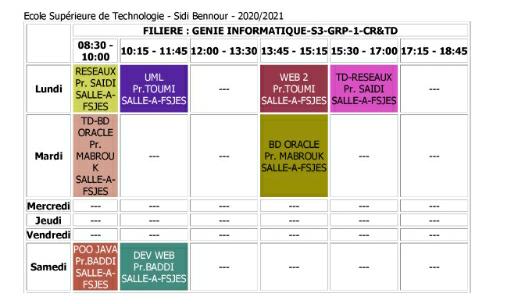 Ecole Supérieure de Technologie - Sidi Bennour - 2020/2021
FILIERE : GENIE INFORMATIQUE-S3-GRP-1-CR&TD
08:30 - 10:00 10:15 - 11:45 12:00 - 13:30 13:45 - 15:15 15:30 - 17:00 17:15 - 18:45
Lundi
RESEAUX
Pr. SAIDI
SALLE-A-
FSJES
UML
Pr.TOUMI
SALLE-A-FSJES
---
WEB 2
Pr.TOUMI
SALLE-A-FSJES
TD-RESEAUX
Pr. SAIDI
SALLE-A-FSJES
---
Mardi
TD-BD
ORACLE
Pr.
MABROU
K
SALLE-A-
FSJES
---
---
BD ORACLE
Pr. MABROUK
SALLE-A-FSJES
---
---
Mercredi --- --- --- --- --- ---
Jeudi --- --- --- --- --- ---
Vendredi --- --- --- --- --- ---
Samedi
POO JAVA
Pr.BADDI
SALLE-A-
FSJES
DEV WEB
Pr.BADDI
SALLE-A-FSJES
---
---
---
---